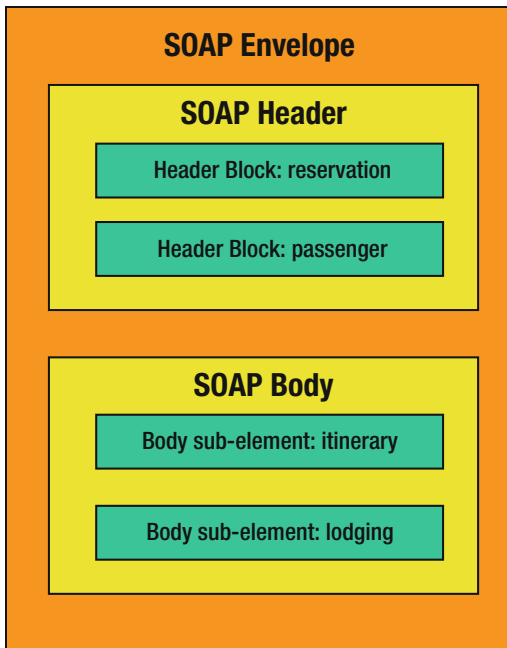 SOAP Envelope
SOAP Header
Header Block: reservation
Header Block: passenger
SOAP Body
Body sub-element: itinerary
Body sub-element: lodging